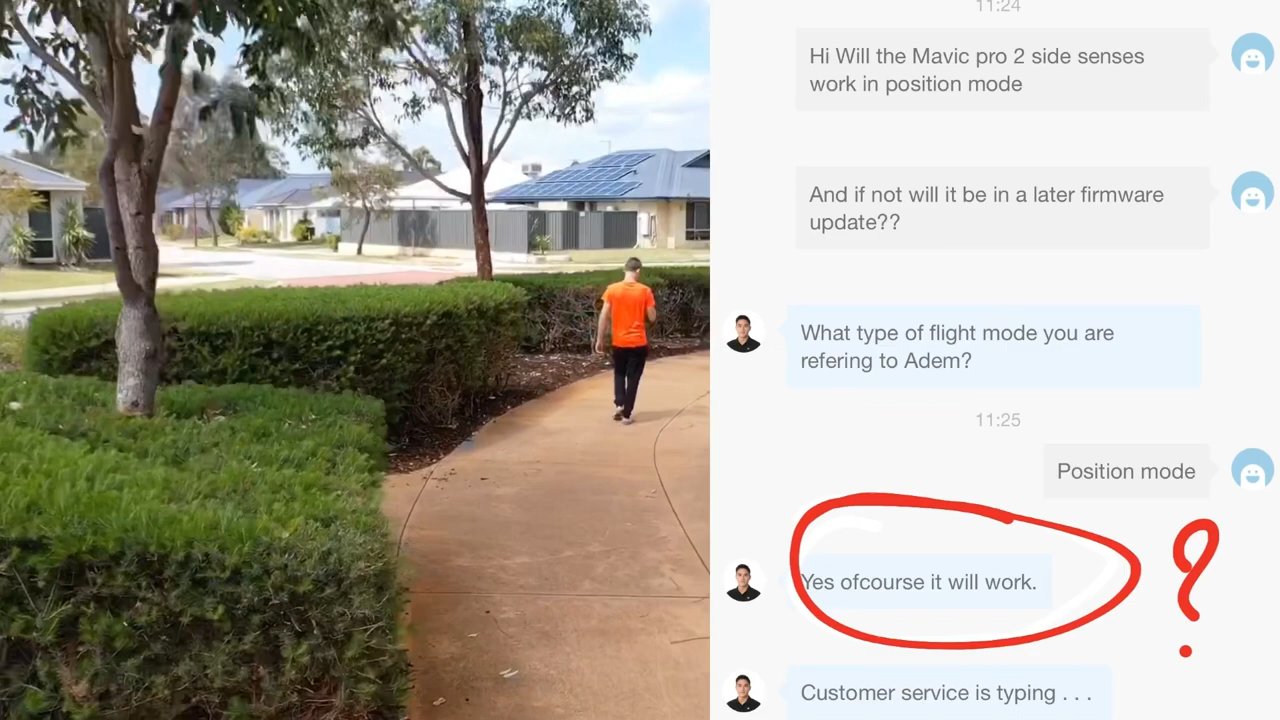 11:24
Hi Will the Mavic pro 2 side senses
work in position mode
And if not will it be in a later firmware
update??
What type of flight mode you are
refering to Adem?
11:25
Position mode
Yes ofcourse it will work.
?
Customer service is typing . . .